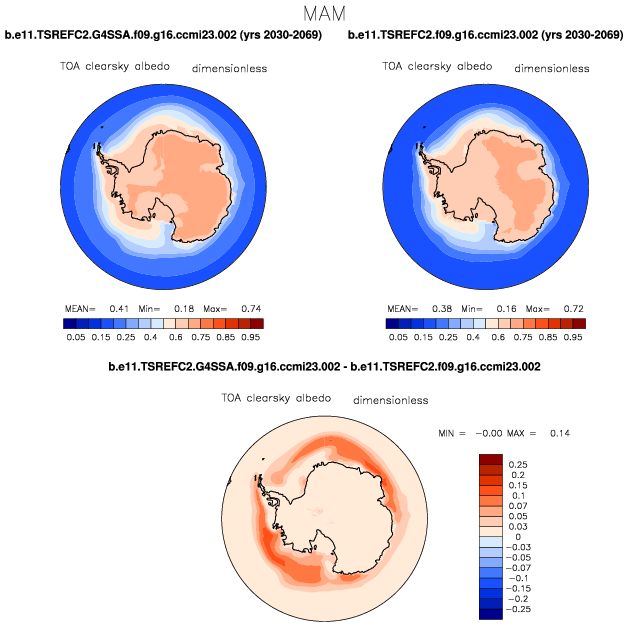 MAM
b.e11.TSREFC2.G4SSA.f09.g16.ccmi23.002 (yrs 2030-2069) b.e11.TSREFC2.f09.g16.ccmi23.002 (yrs 2030-2069)
TOA clearsky albedo dimensionless TOA clearsky albedo dimensionless
MEAN= 0.41 Min= 0.18 Max= 0.74 MEAN= 0.38 Min= 0.16 Max= 0.72
0.05 0.15 0.25 0.4 0.6 0.75 0.85 0.95 0.05 0.15 0.25 0.4 0.6 0.75 0.85 0.95
b.e11.TSREFC2.G4SSA.f09.g16.ccmi23.002 - b.e11.TSREFC2.f09.g16.ccmi23.002
TOA clearsky albedo dimensionless
MIN = -0.00 MAX = 0.14
0.25
0.2
0.15
0.1
0.07
0.05
0.03
0
-0.03
-0.05
-0.07
-0.1
-0.15
-0.2
-0.25